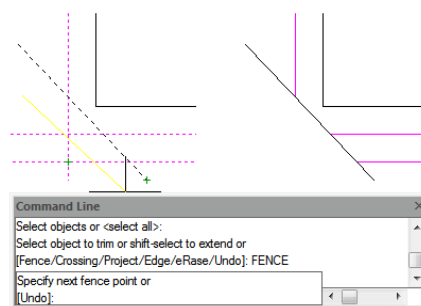 Command Line
Select objects or <select all>:
Select object to trim or shift-select to extend or
[Fence/Crossing/Project/Edge/eRase/Undo]: FENCE
Specify next fence point or
[Undo]: